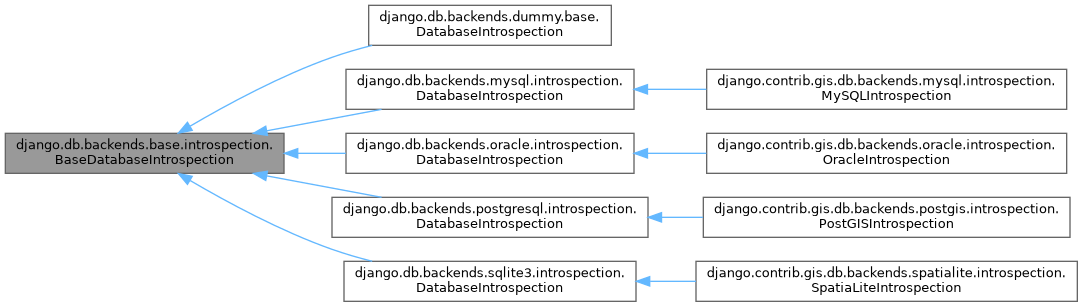 django.db.backends.dummy.base.
DatabaseIntrospection
django.db.backends.mysql.introspection.
DatabaseIntrospection
django.contrib.gis.db.backends.mysql.introspection.
MySQLIntrospection
django.db.backends.base.introspection.
BaseDatabaseIntrospection
django.db.backends.oracle.introspection.
DatabaseIntrospection
django.contrib.gis.db.backends.oracle.introspection.
OracleIntrospection
django.db.backends.postgresql.introspection.
DatabaseIntrospection
django.contrib.gis.db.backends.postgis.introspection.
PostGISIntrospection
django.db.backends.sqlite3.introspection.
DatabaseIntrospection
django.contrib.gis.db.backends.spatialite.introspection.
SpatiaLiteIntrospection